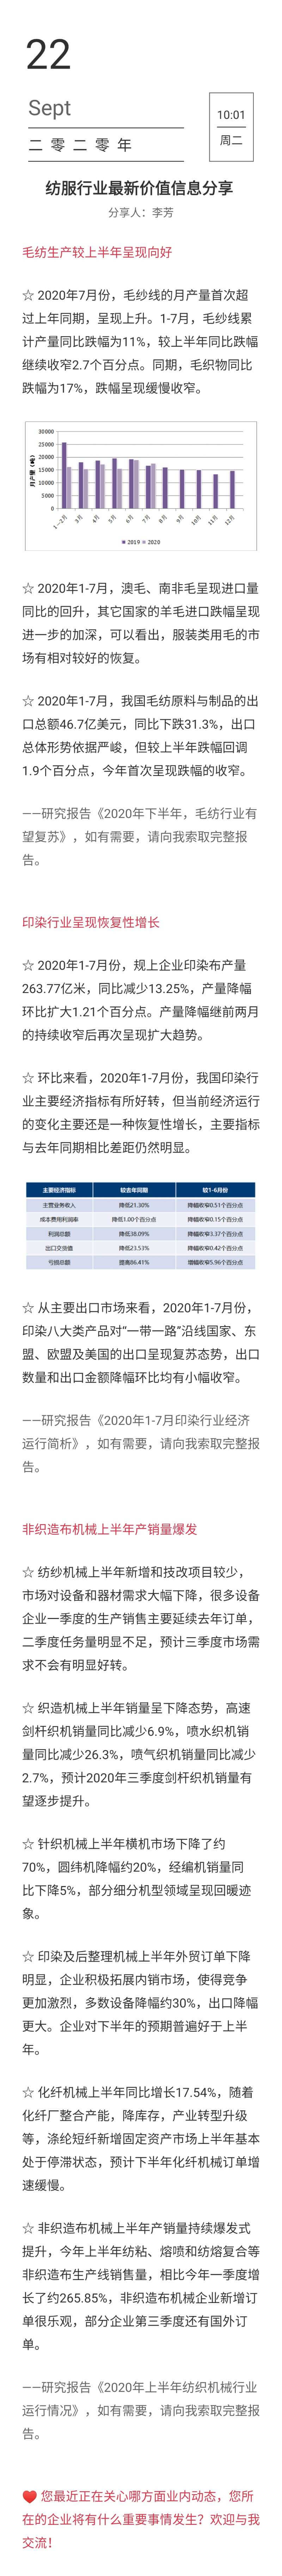 22
Sept
二零二零年
10:01
周二
纺服行业最新价值信息分享
分享人：李芳
毛纺生产较上半年呈现向好
☆ 2020年7月份，毛纱线的月产量首次超
过上年同期，呈现上升。1-7月，毛纱线累
计产量同比跌幅为11%，较上半年同比跌幅
继续收窄2.7个百分点。同期，毛织物同比
跌幅为17%，跌幅呈现缓慢收窄。
月产量（吨）
30000
25000
20000
15000
10000
5000
0
1--2月 3月 4月 5月 6月 7月 8月 9月 10月 11月 12月
2019 2020
☆ 2020年1-7月，澳毛、南非毛呈现进口量
同比的回升，其它国家的羊毛进口跌幅呈现
进一步的加深，可以看出，服装类用毛的市
场有相对较好的恢复。
☆ 2020年1-7月，我国毛纺原料与制品的出
口总额46.7亿美元，同比下跌31.3%，出口
总体形势依据严峻，但较上半年跌幅回调
1.9个百分点，今年首次呈现跌幅的收窄。
——研究报告《2020年下半年，毛纺行业有
望复苏》，如有需要，请向我索取完整报
告。
印染行业呈现恢复性增长
☆ 2020年1-7月份，规上企业印染布产量
263.77亿米，同比减少13.25%，产量降幅
环比扩大1.21个百分点。产量降幅继前两月
的持续收窄后再次呈现扩大趋势。
☆ 环比来看，2020年1-7月份，我国印染行
业主要经济指标有所好转，但当前经济运行
的变化主要还是一种恢复性增长，主要指标
与去年同期相比差距仍然明显。
主要经济指标 较去年同期 较1-6月份
主营业务收入 降低21.30% 降幅收窄0.51个百分点
成本费用利润率 降低1.00个百分点 降幅收窄0.15个百分点
利润总额 降低38.09% 降幅收窄3.37个百分点
出口交货值 降低23.53% 降幅收窄0.42个百分点
亏损总额 提高86.41% 增幅收窄5.96个百分点
☆ 从主要出口市场来看，2020年1-7月份，
印染八大类产品对“一带一路”沿线国家、东
盟、欧盟及美国的出口呈现复苏态势，出口
数量和出口金额降幅环比均有小幅收窄。
——研究报告《2020年1-7月印染行业经济
运行简析》，如有需要，请向我索取完整报
告。
非织造布机械上半年产销量爆发
☆ 纺纱机械上半年新增和技改项目较少，
市场对设备和器材需求大幅下降，很多设备
企业一季度的生产销售主要延续去年订单，
二季度任务量明显不足，预计三季度市场需
求不会有明显好转。
☆ 织造机械上半年销量呈下降态势，高速
剑杆织机销量同比减少6.9%，喷水织机销
量同比减少26.3%，喷气织机销量同比减少
2.7%，预计2020年三季度剑杆织机销量有
望逐步提升。
☆ 针织机械上半年横机市场下降了约
70%，圆纬机降幅约20%，经编机销量同
比下降5%，部分细分机型领域呈现回暖迹
象。
☆ 印染及后整理机械上半年外贸订单下降
明显，企业积极拓展内销市场，使得竞争
更加激烈，多数设备降幅约30%，出口降幅
更大。企业对下半年的预期普遍好于上半
年。
☆ 化纤机械上半年同比增长17.54%，随着
化纤厂整合产能，降库存，产业转型升级
等，涤纶短纤新增固定资产市场上半年基本
处于停滞状态，预计下半年化纤机械订单增
速缓慢。
☆ 非织造布机械上半年产销量持续爆发式
提升，今年上半年纺粘、熔喷和纺熔复合等
非织造布生产线销售量，相比今年一季度增
长了约265.85%，非织造布机械企业新增订
单很乐观，部分企业第三季度还有国外订
单。
——研究报告《2020年上半年纺织机械行业
运行情况》，如有需要，请向我索取完整报
告。
❤️ 您最近正在关心哪方面业内动态，您所
在的企业将有什么重要事情发生？欢迎与我
交流！